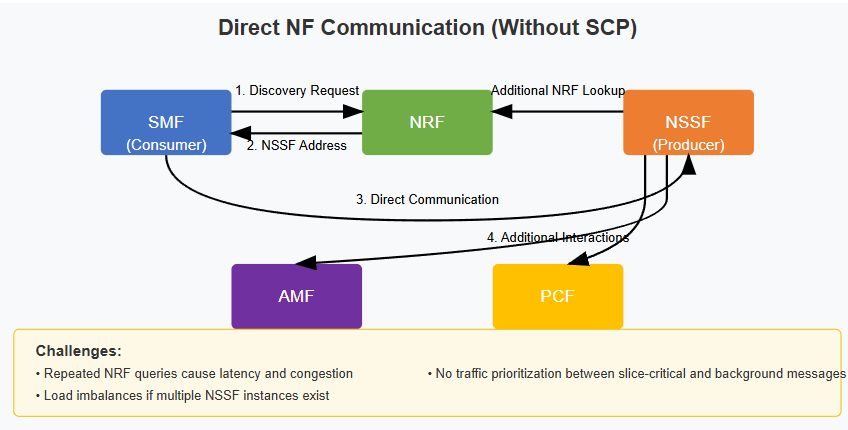 Direct NF Communication (Without SCP)
1. Discovery Request
Additional NRF Lookup
SMF
(Consumer)
NRF
NSSF
(Producer)
2. NSSF Address
3. Direct Communication
4. Additional Interactions
AMF
PCF
Challenges:
• Repeated NRF queries cause latency and congestion
• No traffic prioritization between slice-critical and background messages
• Load imbalances if multiple NSSF instances exist